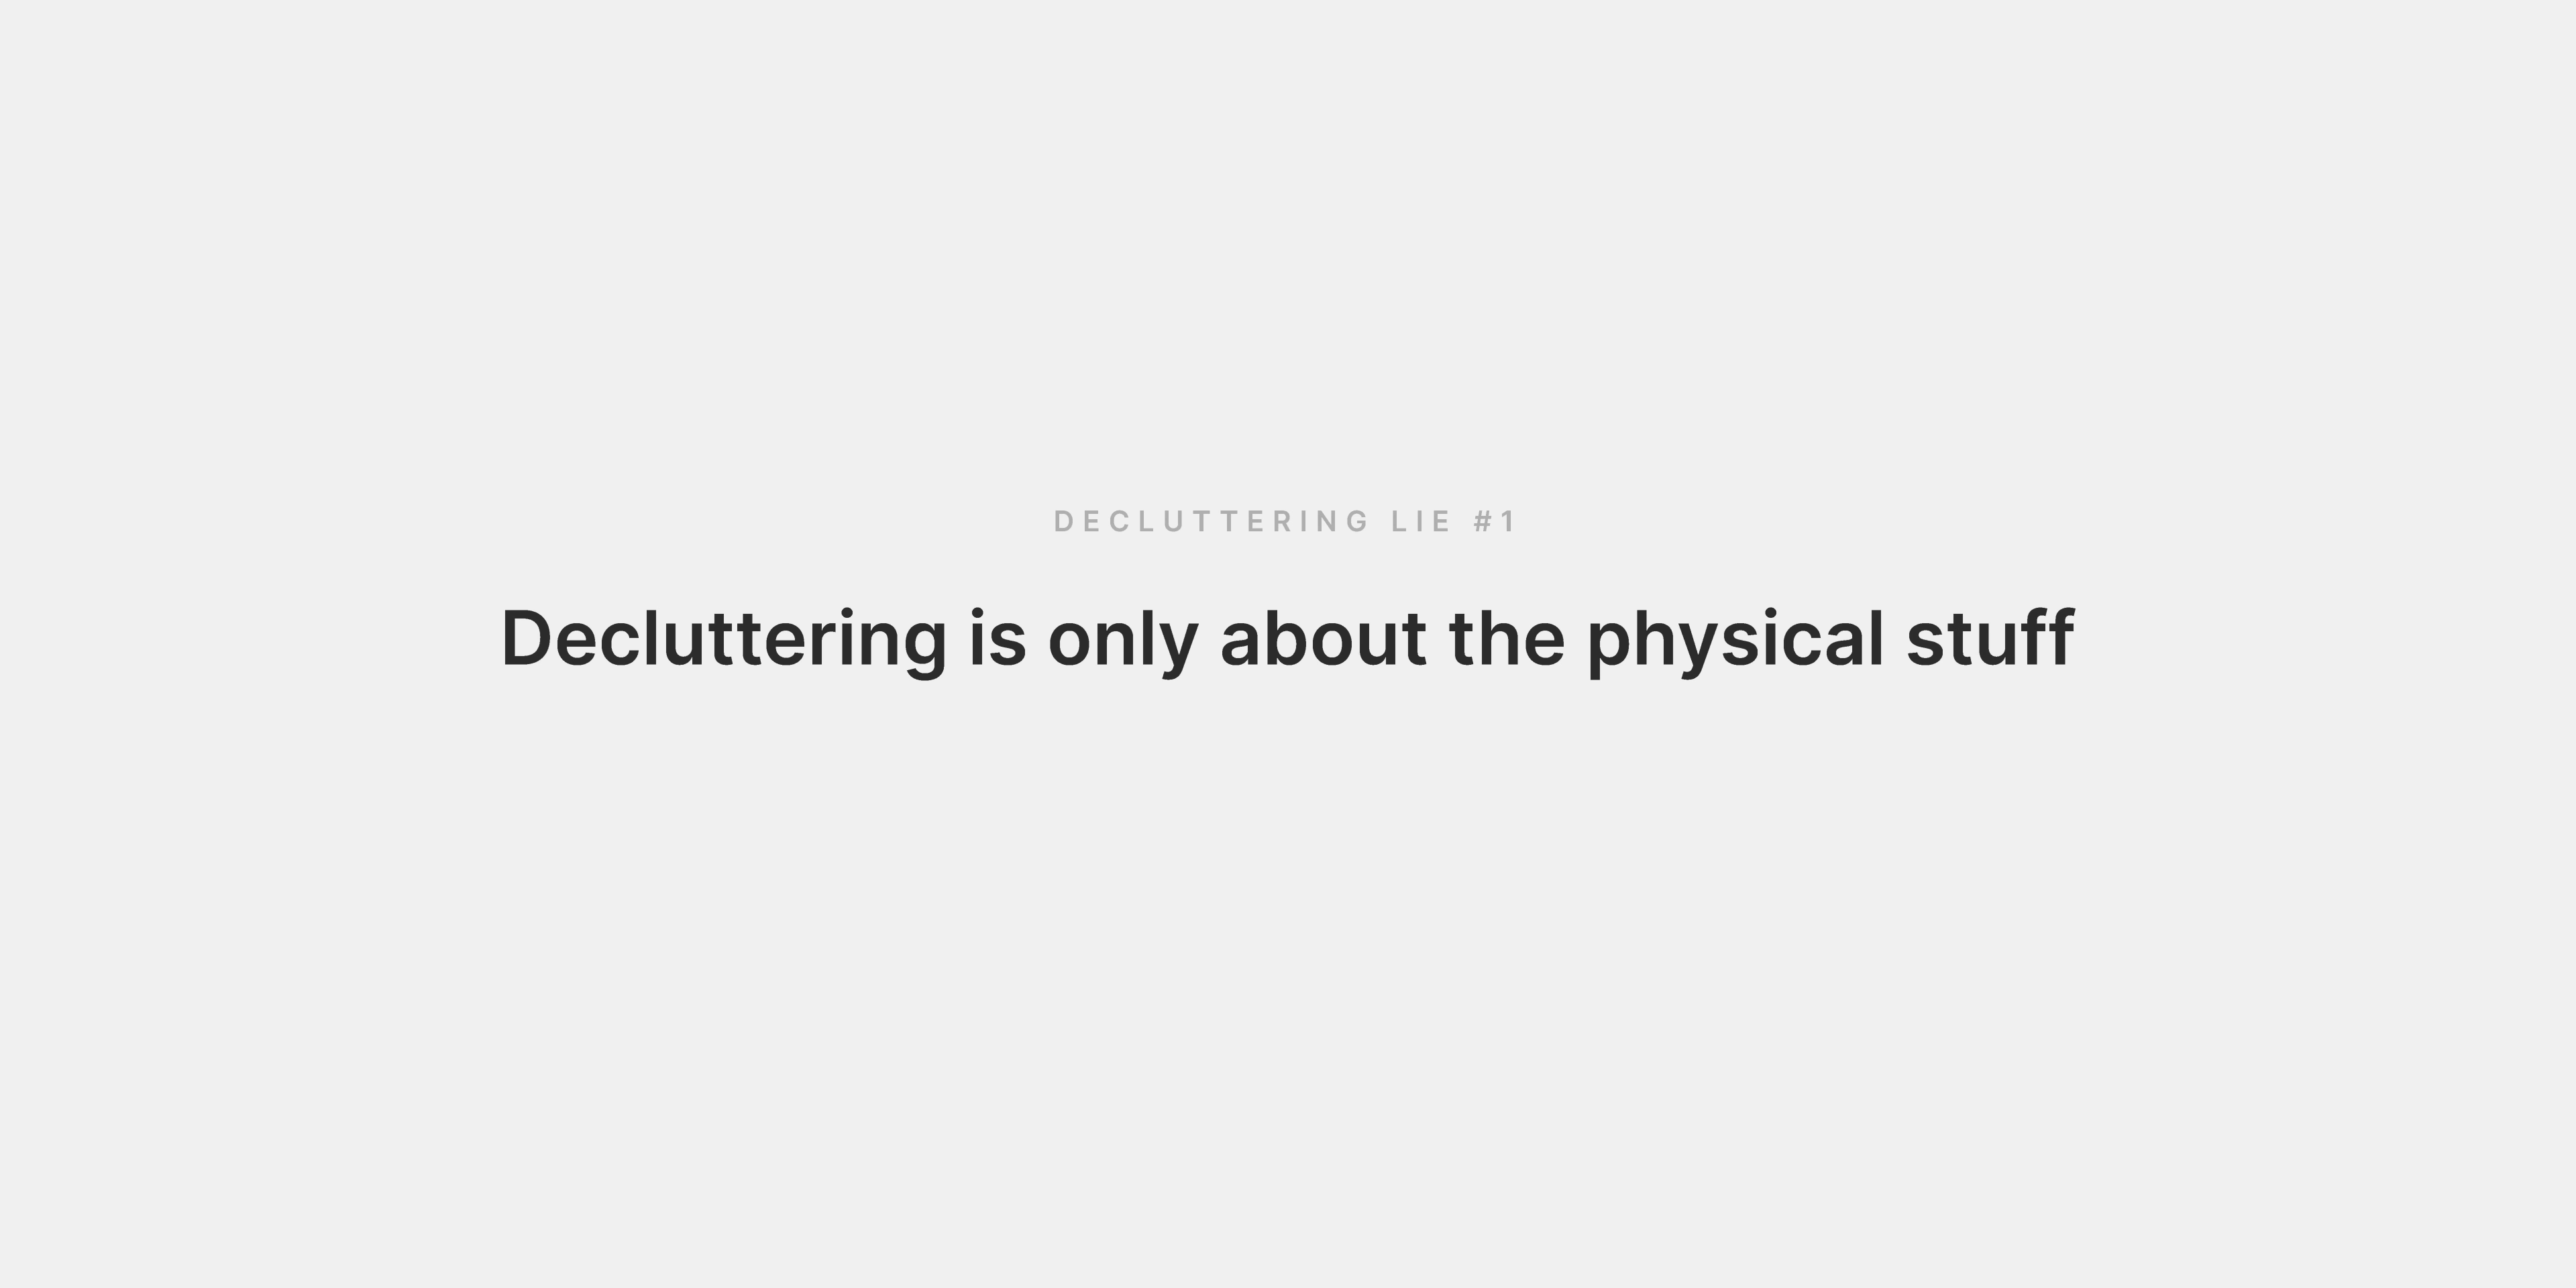 DECLUTTERING LIE #1
Decluttering is only about the physical stuff